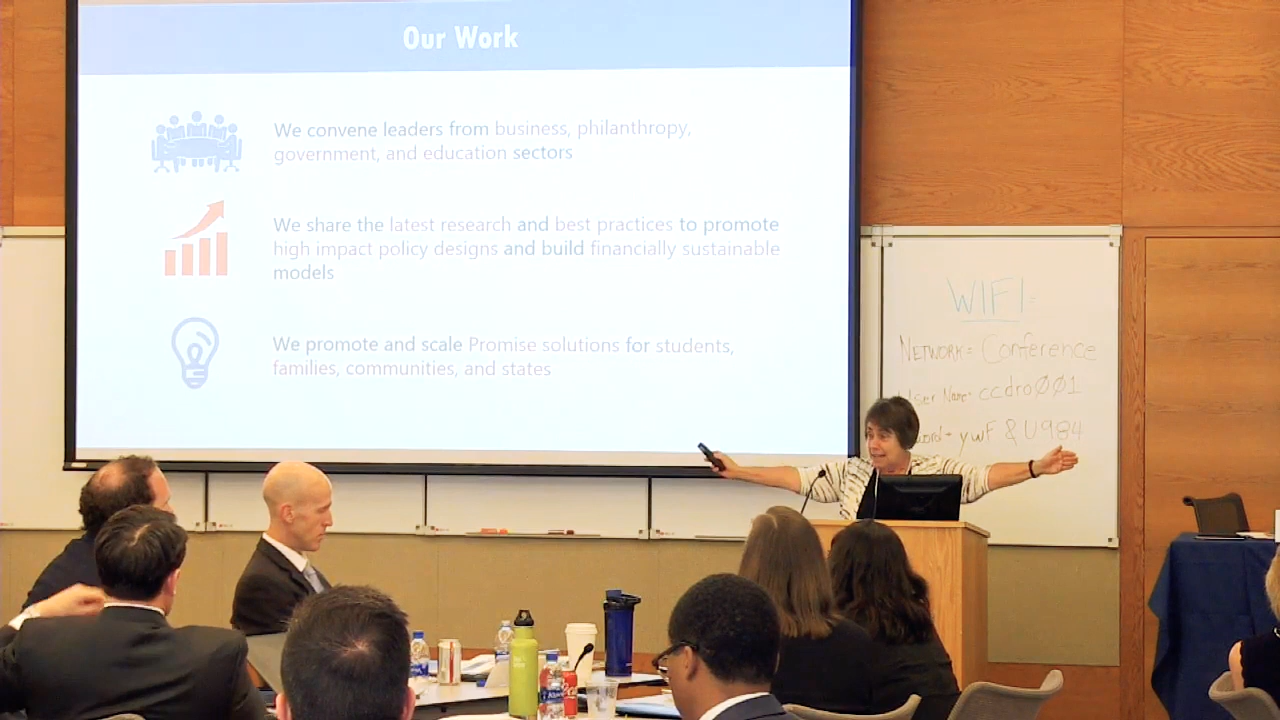 Our Work
We convene leaders from business, philanthropy,
government, and education sectors
We share the latest research and best practices to promote
high impact policy designs and build financially sustainable
models
We promote and scale Promise solutions for students,
families, communities, and states
WIFI:
NETWORK= Conference
User Name= ccdro001
ywF & U984